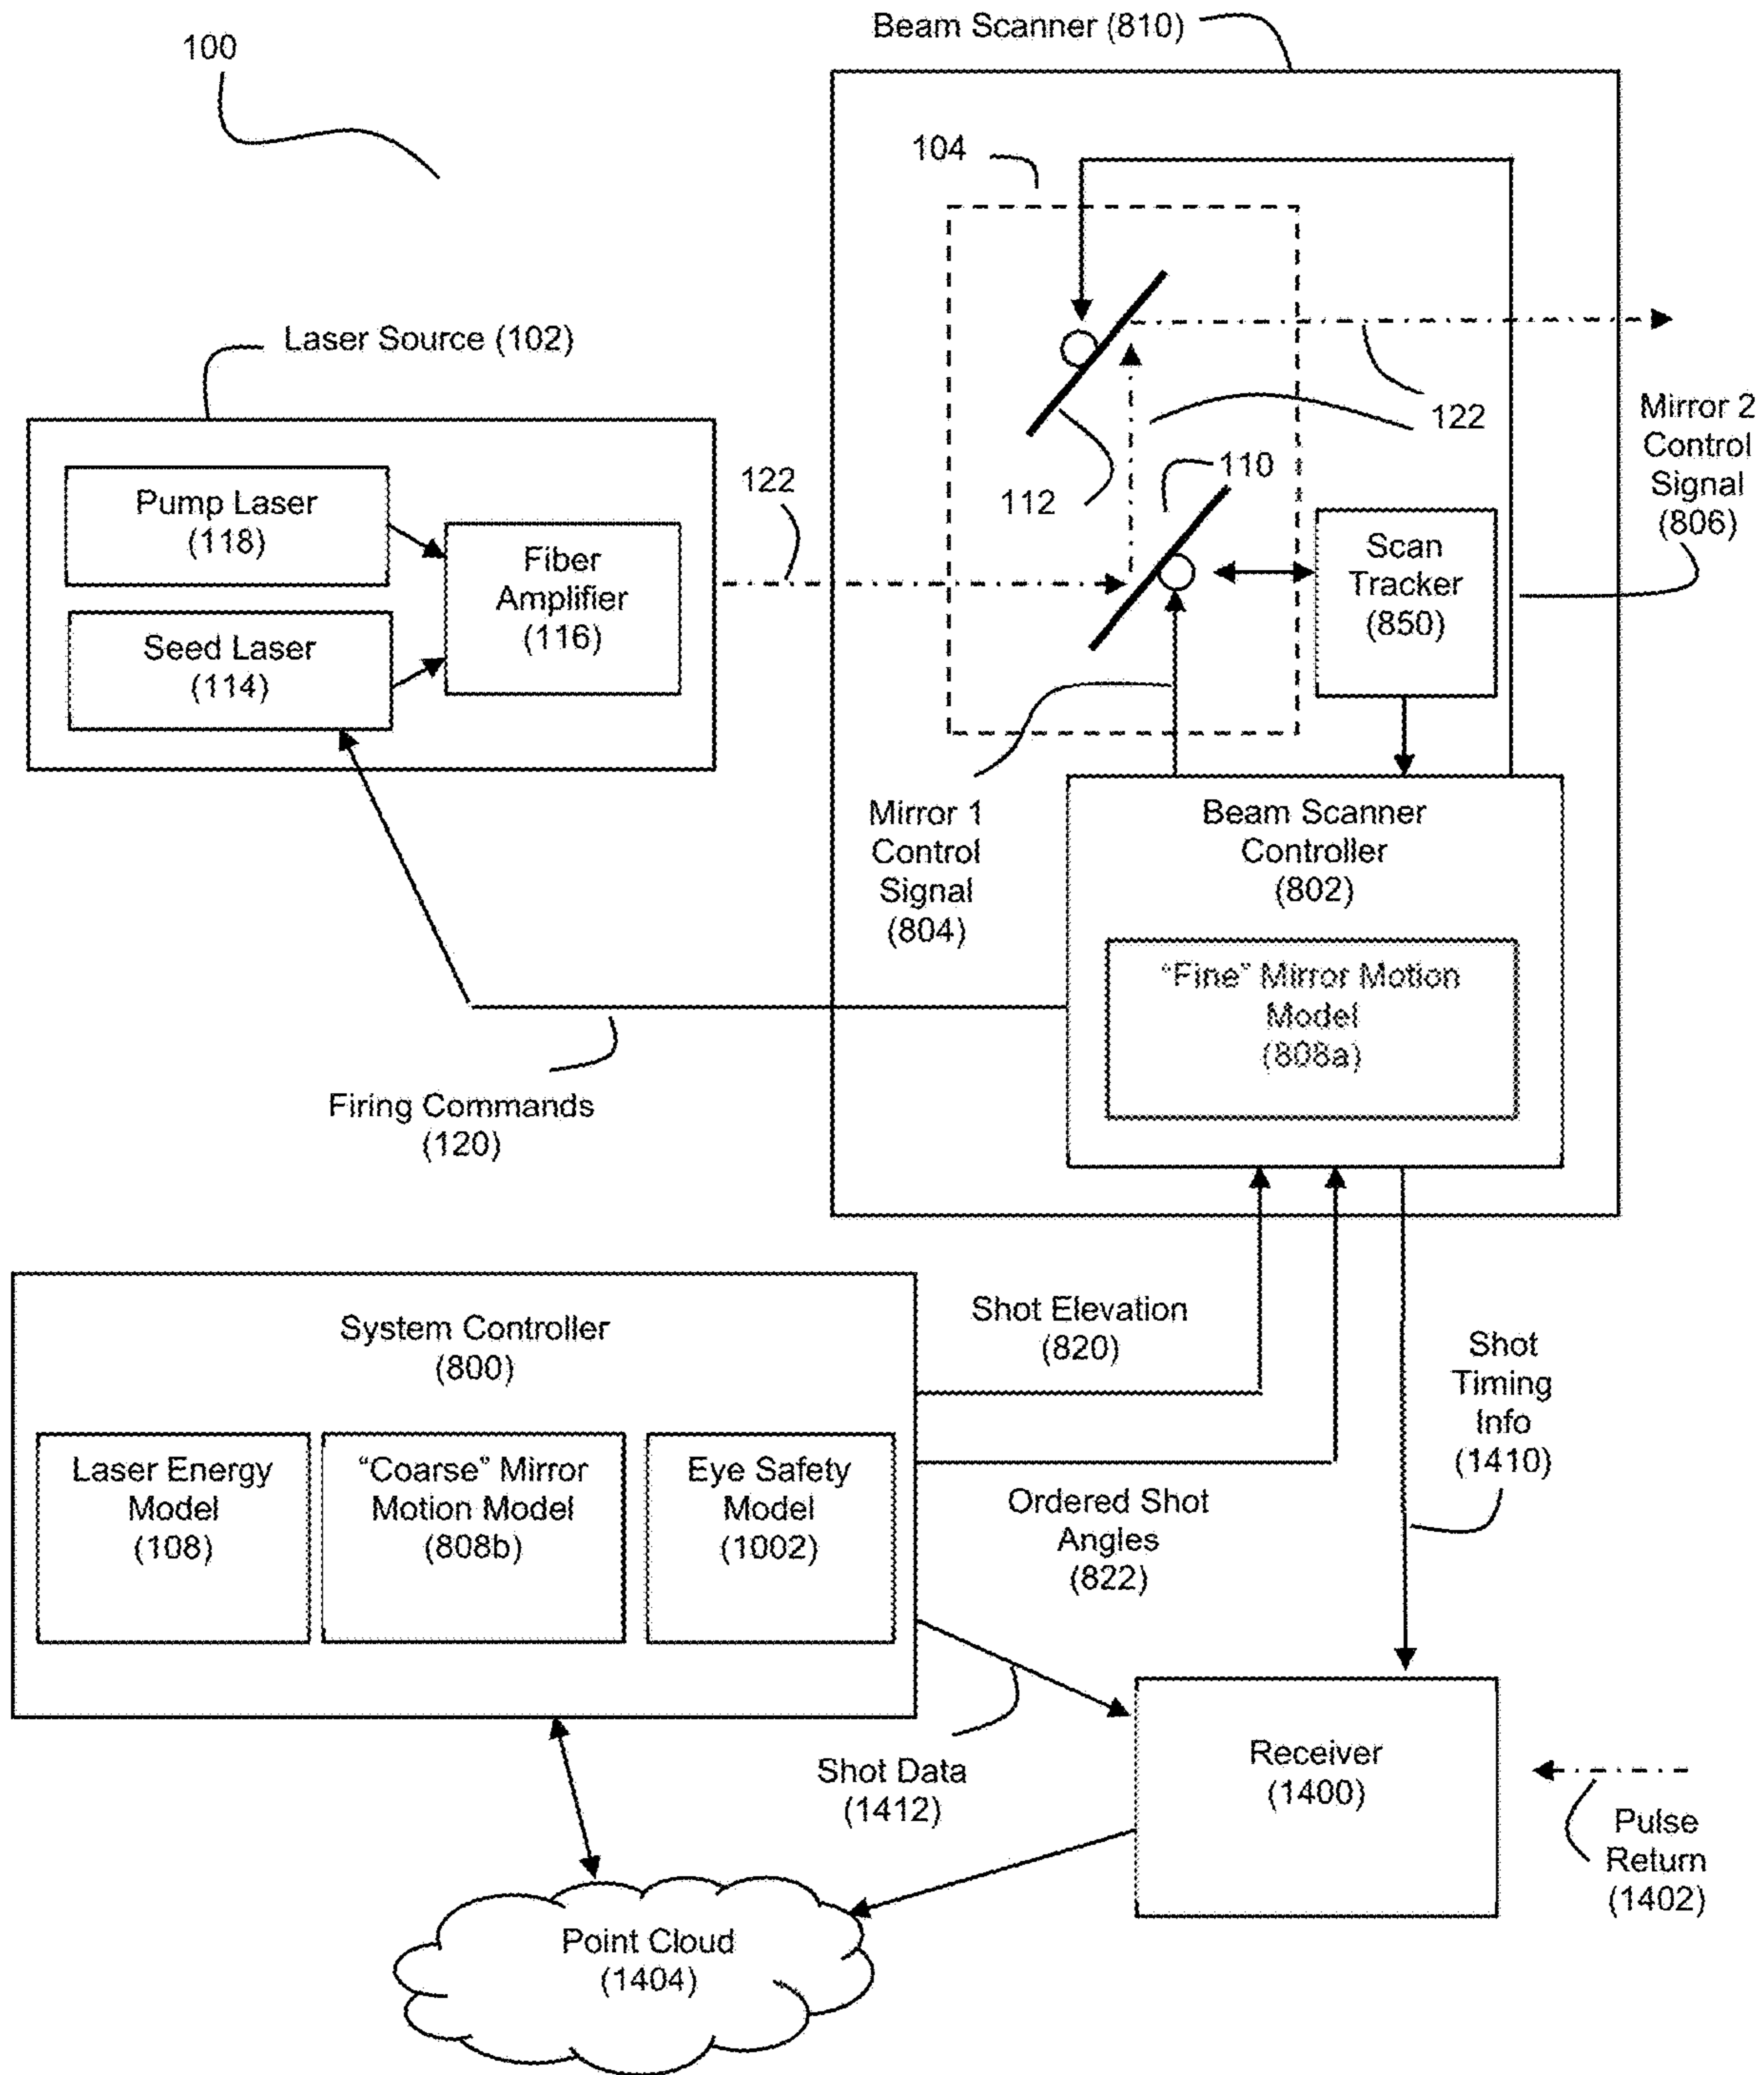 Beam Scanner (810)
100
104
Laser Source (102)
122
Mirror 2
Control
Signal
(806)
112
110
Pump Laser
(118)
Seed Laser
(114)
Fiber
Amplifier
(116)
122
Scan
Tracker
(850)
Mirror 1
Control
Signal
(804)
Beam Scanner
Controller
(802)
"Fine" Mirror Motion
Model
(808a)
Firing Commands
(120)
System Controller
(800)
Laser Energy
Model
(108)
"Coarse" Mirror
Motion Model
(808b)
Eye Safety
Model
(1002)
Shot Elevation
(820)
Ordered Shot
Angles
(822)
Shot
Timing
Info
(1410)
Shot Data
(1412)
Receiver
(1400)
Pulse
Return
(1402)
Point Cloud
(1404)